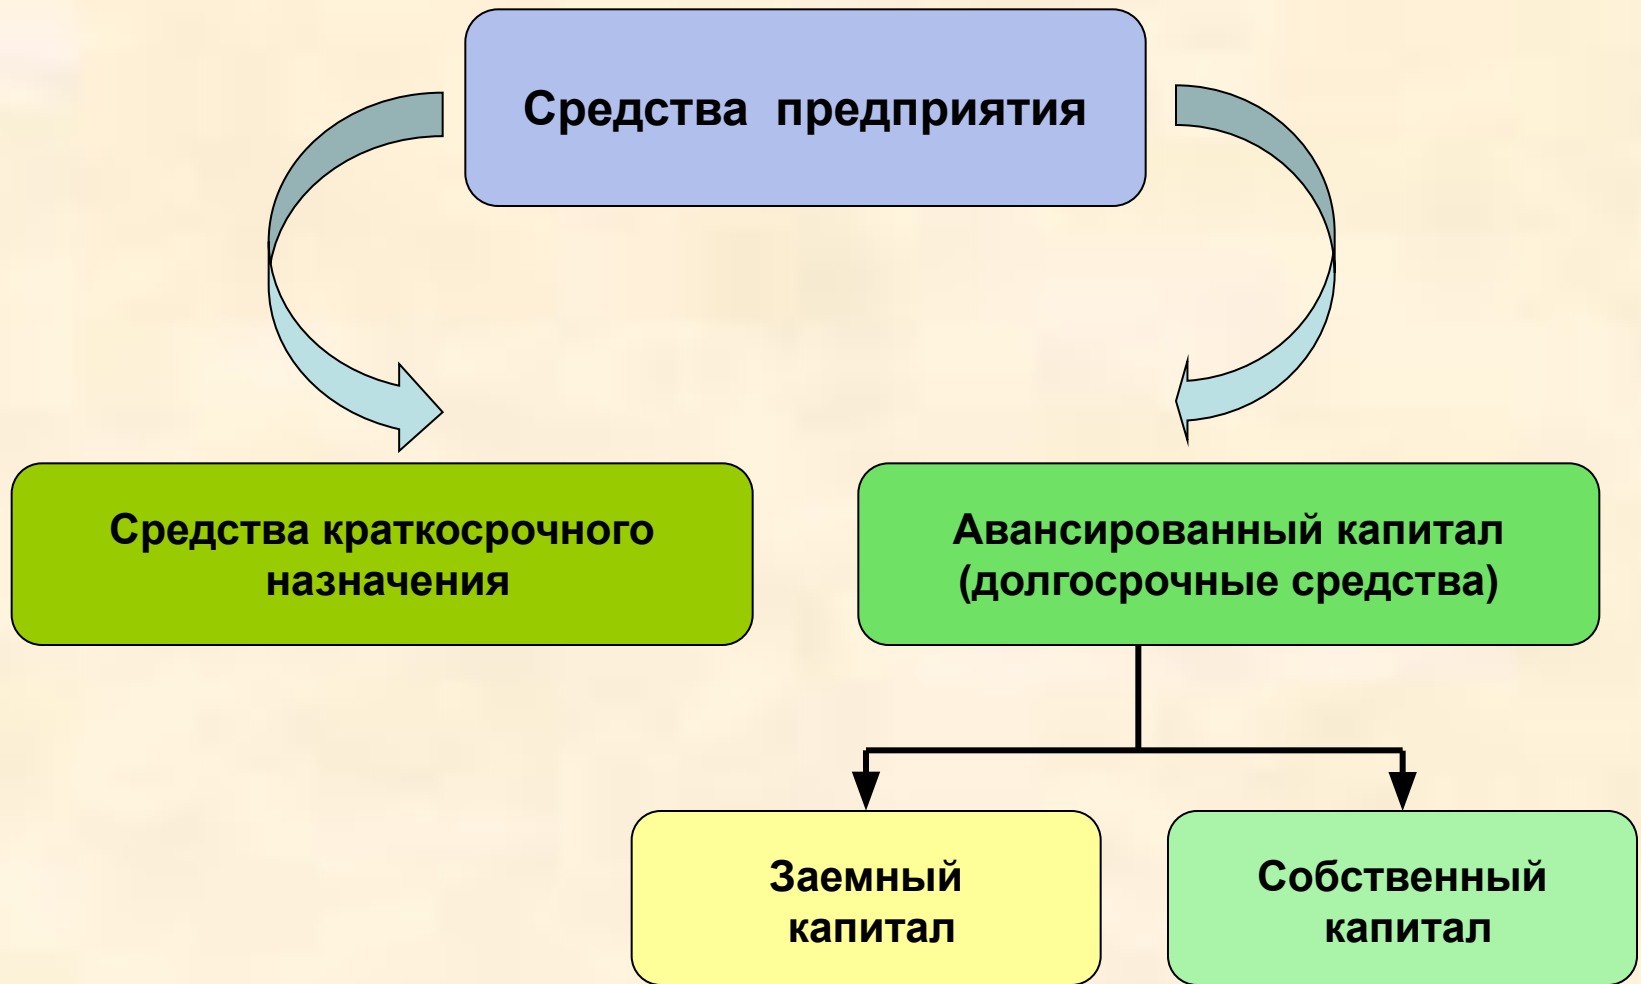 Средства предприятия
Средства краткосрочного
назначения
Авансированный капитал
(долгосрочные средства)
Заемный
капитал
Собственный
капитал